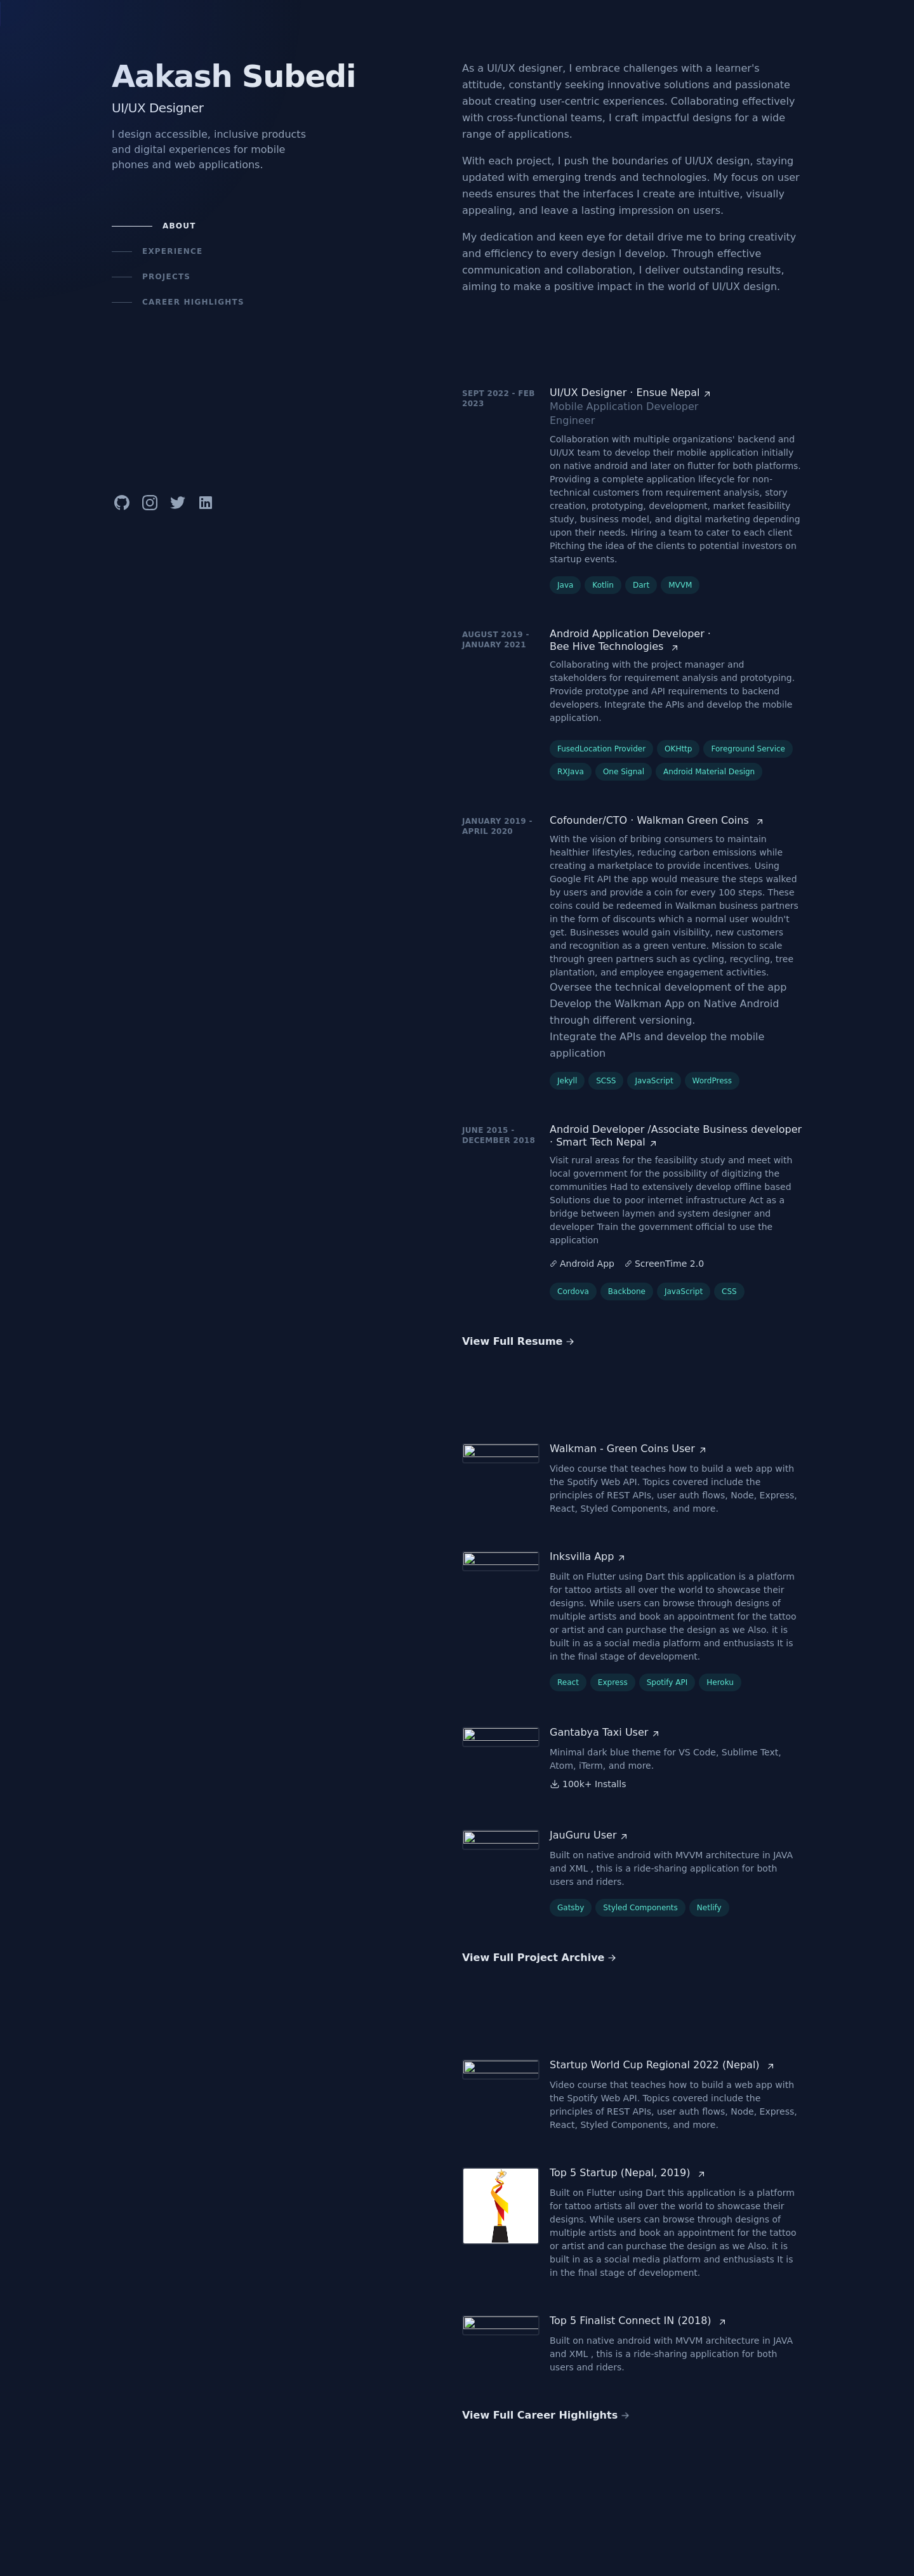 Aakash Subedi
UI/UX Designer
I design accessible, inclusive products
and digital experiences for mobile
phones and web applications.
ABOUT
EXPERIENCE
PROJECTS
CAREER HIGHLIGHTS
As a UI/UX designer, I embrace challenges with a learner's
attitude, constantly seeking innovative solutions and passionate
about creating user-centric experiences. Collaborating effectively
with cross-functional teams, I craft impactful designs for a wide
range of applications.
With each project, I push the boundaries of UI/UX design, staying
updated with emerging trends and technologies. My focus on user
needs ensures that the interfaces I create are intuitive, visually
appealing, and leave a lasting impression on users.
My dedication and keen eye for detail drive me to bring creativity
and efficiency to every design I develop. Through effective
communication and collaboration, I deliver outstanding results,
aiming to make a positive impact in the world of UI/UX design.
SEPT 2022 - FEB
2023
UI/UX Designer · Ensue Nepal
Mobile Application Developer
Engineer
Collaboration with multiple organizations' backend and
UI/UX team to develop their mobile application initially
on native android and later on flutter for both platforms.
Providing a complete application lifecycle for non-
technical customers from requirement analysis, story
creation, prototyping, development, market feasibility
study, business model, and digital marketing depending
upon their needs. Hiring a team to cater to each client
Pitching the idea of the clients to potential investors on
startup events.
Java Kotlin Dart MVVM
AUGUST 2019 -
JANUARY 2021
Android Application Developer ·
Bee Hive Technologies
Collaborating with the project manager and
stakeholders for requirement analysis and prototyping.
Provide prototype and API requirements to backend
developers. Integrate the APIs and develop the mobile
application.
FusedLocation Provider OKHttp Foreground Service
RXJava One Signal Android Material Design
JANUARY 2019 -
APRIL 2020
Cofounder/CTO · Walkman Green Coins
With the vision of bribing consumers to maintain
healthier lifestyles, reducing carbon emissions while
creating a marketplace to provide incentives. Using
Google Fit API the app would measure the steps walked
by users and provide a coin for every 100 steps. These
coins could be redeemed in Walkman business partners
in the form of discounts which a normal user wouldn't
get. Businesses would gain visibility, new customers
and recognition as a green venture. Mission to scale
through green partners such as cycling, recycling, tree
plantation, and employee engagement activities.
Oversee the technical development of the app
Develop the Walkman App on Native Android
through different versioning.
Integrate the APIs and develop the mobile
application
Jekyll SCSS JavaScript WordPress
JUNE 2015 -
DECEMBER 2018
Android Developer /Associate Business developer
· Smart Tech Nepal
Visit rural areas for the feasibility study and meet with
local government for the possibility of digitizing the
communities Had to extensively develop offline based
Solutions due to poor internet infrastructure Act as a
bridge between laymen and system designer and
developer Train the government official to use the
application
Android App ScreenTime 2.0
Cordova Backbone JavaScript CSS
View Full Resume
Walkman - Green Coins User
Video course that teaches how to build a web app with
the Spotify Web API. Topics covered include the
principles of REST APIs, user auth flows, Node, Express,
React, Styled Components, and more.
Inksvilla App
Built on Flutter using Dart this application is a platform
for tattoo artists all over the world to showcase their
designs. While users can browse through designs of
multiple artists and book an appointment for the tattoo
or artist and can purchase the design as we Also. it is
built in as a social media platform and enthusiasts It is
in the final stage of development.
React Express Spotify API Heroku
Gantabya Taxi User
Minimal dark blue theme for VS Code, Sublime Text,
Atom, iTerm, and more.
100k+ Installs
JauGuru User
Built on native android with MVVM architecture in JAVA
and XML , this is a ride-sharing application for both
users and riders.
Gatsby Styled Components Netlify
View Full Project Archive
Startup World Cup Regional 2022 (Nepal)
Video course that teaches how to build a web app with
the Spotify Web API. Topics covered include the
principles of REST APIs, user auth flows, Node, Express,
React, Styled Components, and more.
Top 5 Startup (Nepal, 2019)
Built on Flutter using Dart this application is a platform
for tattoo artists all over the world to showcase their
designs. While users can browse through designs of
multiple artists and book an appointment for the tattoo
or artist and can purchase the design as we Also. it is
built in as a social media platform and enthusiasts It is
in the final stage of development.
Top 5 Finalist Connect IN (2018)
Built on native android with MVVM architecture in JAVA
and XML , this is a ride-sharing application for both
users and riders.
View Full Career Highlights